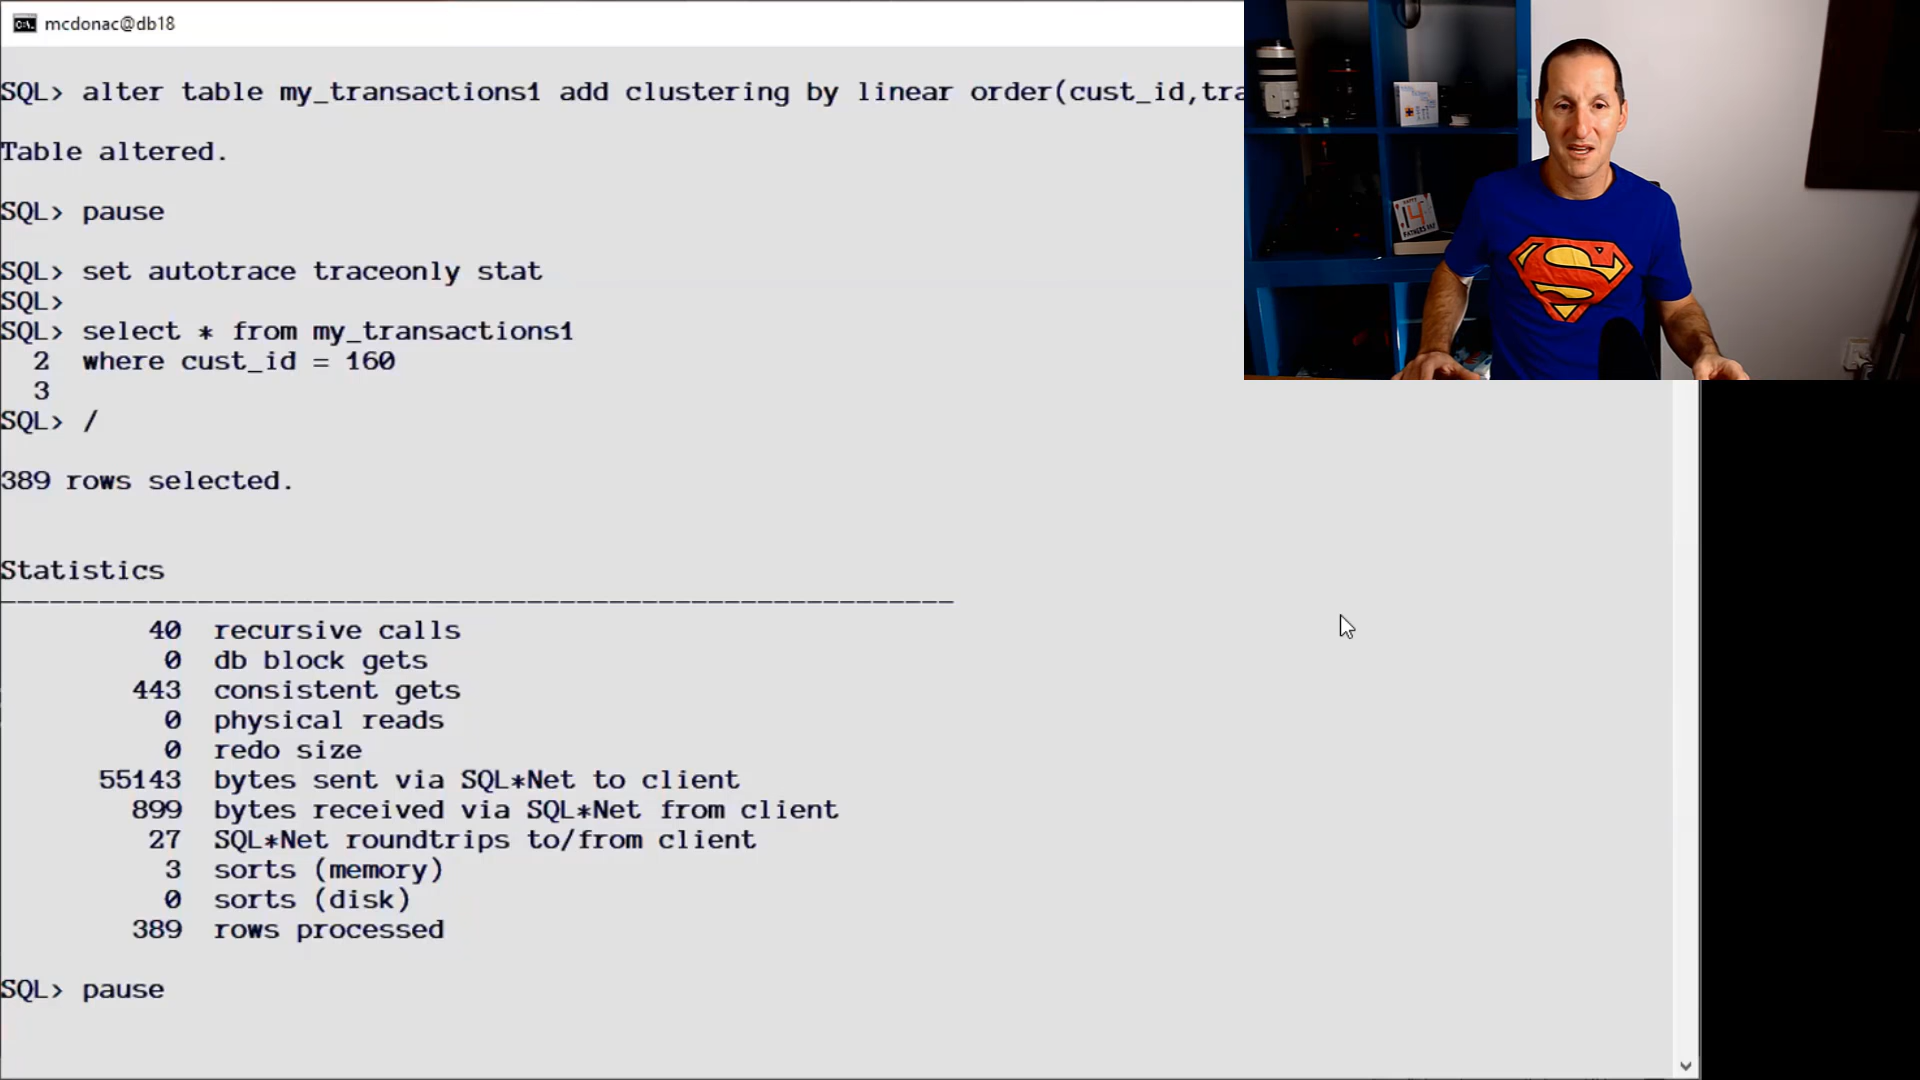 mcdonac@db18
SQL> alter table my_transactions1 add clustering by linear order(cust_id,tra
Table altered.
SQL> pause
SQL> set autotrace traceonly stat
SQL>
SQL> select * from my_transactions1
2 where cust_id = 160
3
SQL> /
389 rows selected.
Statistics
----------------------------------------------------------
40 recursive calls
0 db block gets
443 consistent gets
0 physical reads
0 redo size
55143 bytes sent via SQL*Net to client
899 bytes received via SQL*Net from client
27 SQL*Net roundtrips to/from client
3 sorts (memory)
0 sorts (disk)
389 rows processed
SQL> pause
14
S